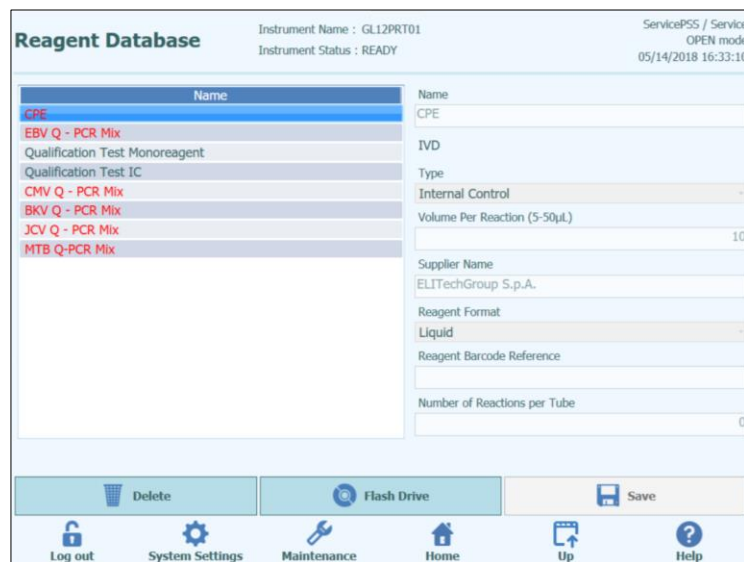 Reagent Database
Instrument Name : GL12PRT01
Instrument Status : READY
ServicePSS / Service
OPEN mode
05/14/2018 16:33:10
Name
CPE
EBV Q - PCR Mix
Qualification Test Monoreagent
Qualification Test IC
CMV Q - PCR Mix
BKV Q - PCR Mix
JCV Q - PCR Mix
MTB Q-PCR Mix
Name
CPE
IVD
Type
Internal Control
Volume Per Reaction (5-50µL)
10
Supplier Name
ELITechGroup S.p.A.
Reagent Format
Liquid
Reagent Barcode Reference
Number of Reactions per Tube
0
Delete
Flash Drive
Save
Log out
System Settings
Maintenance
Home
Up
Help